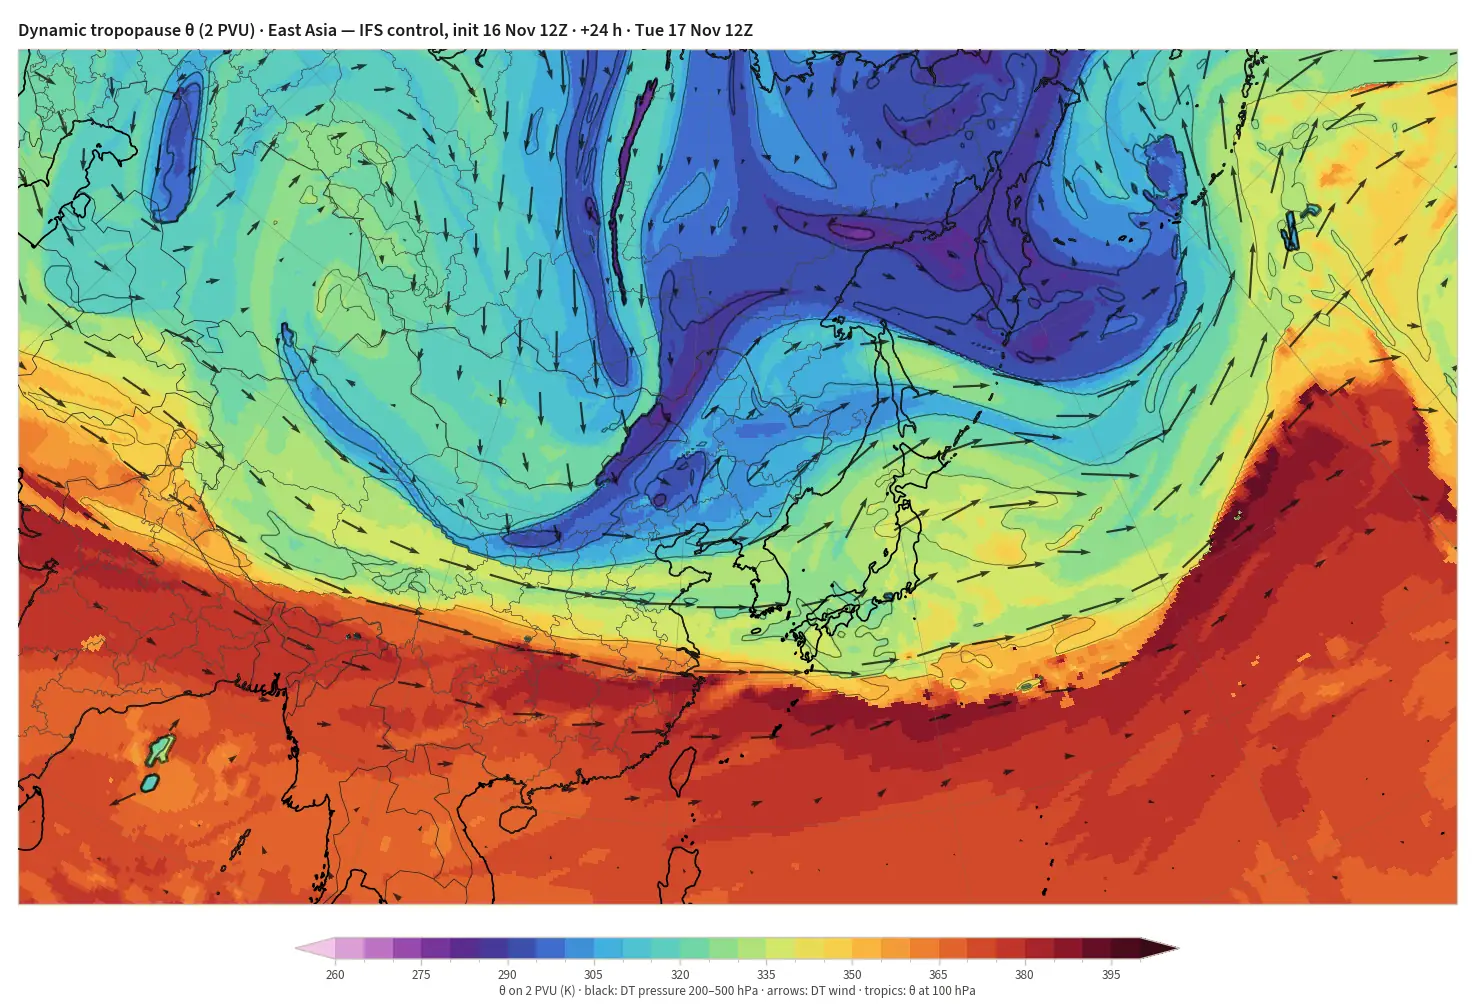 Dynamic tropopause θ (2 PVU) · East Asia — IFS control, init 16 Nov 12Z · +24 h · Tue 17 Nov 12Z
260 275 290 305 320 335 350 365 380 395
θ on 2 PVU (K) · black: DT pressure 200–500 hPa · arrows: DT wind · tropics: θ at 100 hPa